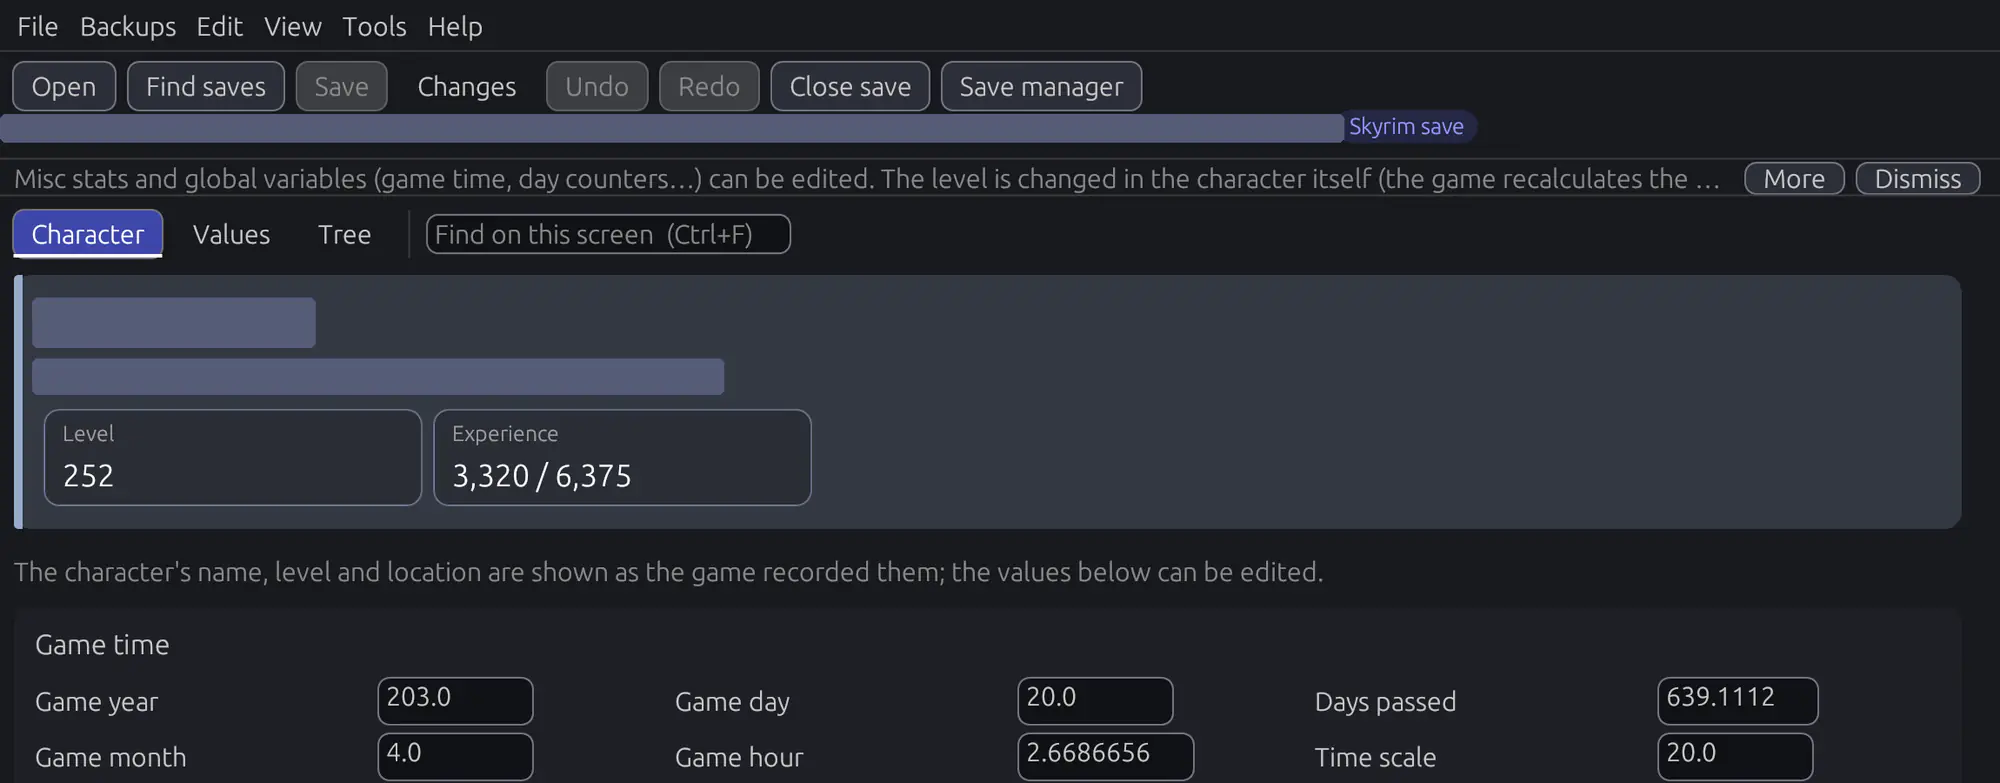 File Backups Edit View Tools Help
Open Find saves Save Changes Undo Redo Close save Save manager
Skyrim save
Misc stats and global variables (game time, day counters...) can be edited. The level is changed in the character itself (the game recalculates the ... More Dismiss
Character Values Tree Find on this screen (Ctrl+F)
Level Experience
252 3,320 / 6,375
The character's name, level and location are shown as the game recorded them; the values below can be edited.
Game time
Game year 203.0 Game day 20.0 Days passed 639.1112
Game month 4.0 Game hour 2.6686656 Time scale 20.0